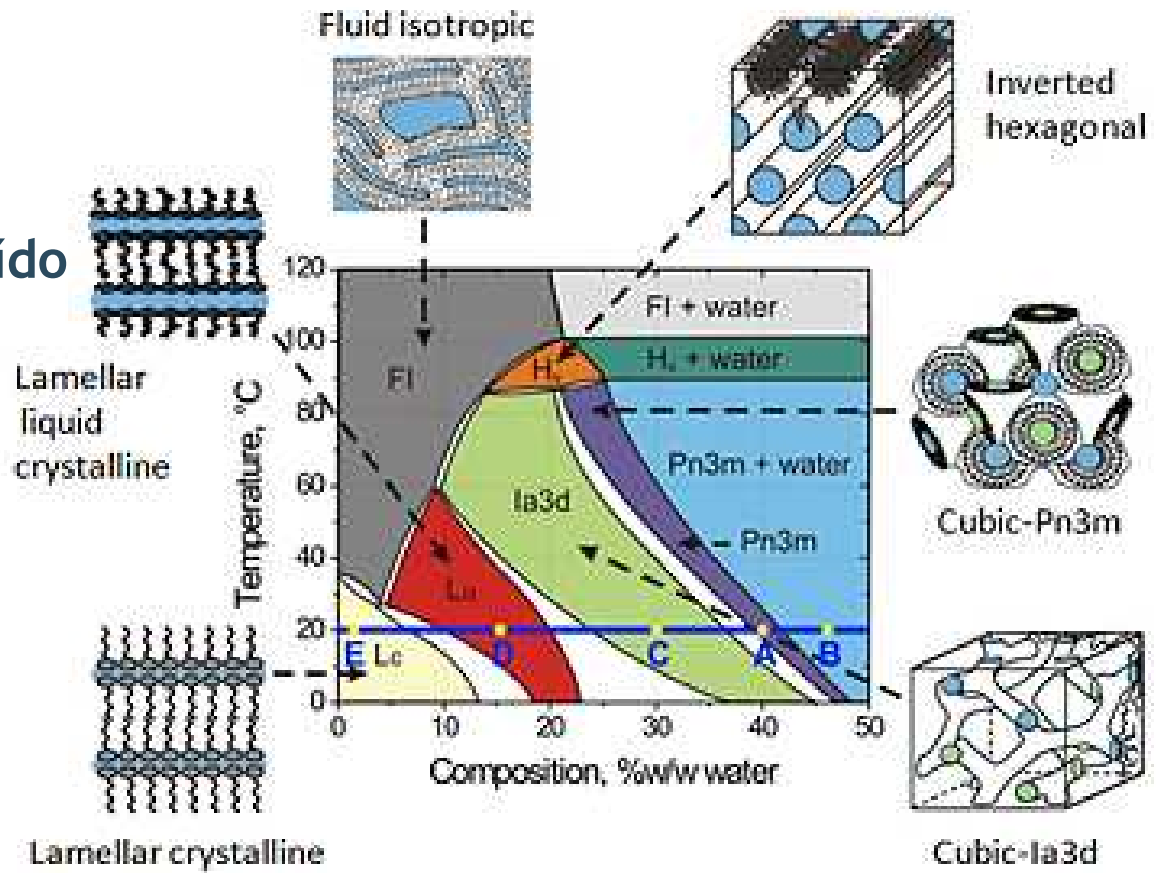 Fluid isotropic
Inverted
hexagonal
ído
Lamellar
liquid
crystalline
Temperature, °C
120
100
80
60
40
20
0
Fl + water
Fl
H
+ water
Pn3m + water
Ia3d
Pn3m
Cubic-Pn3m
E
Lc
D
C
A
B
0
10
20
30
40
50
Composition, %w/w water
Lamellar crystalline
Cubic-Ia3d